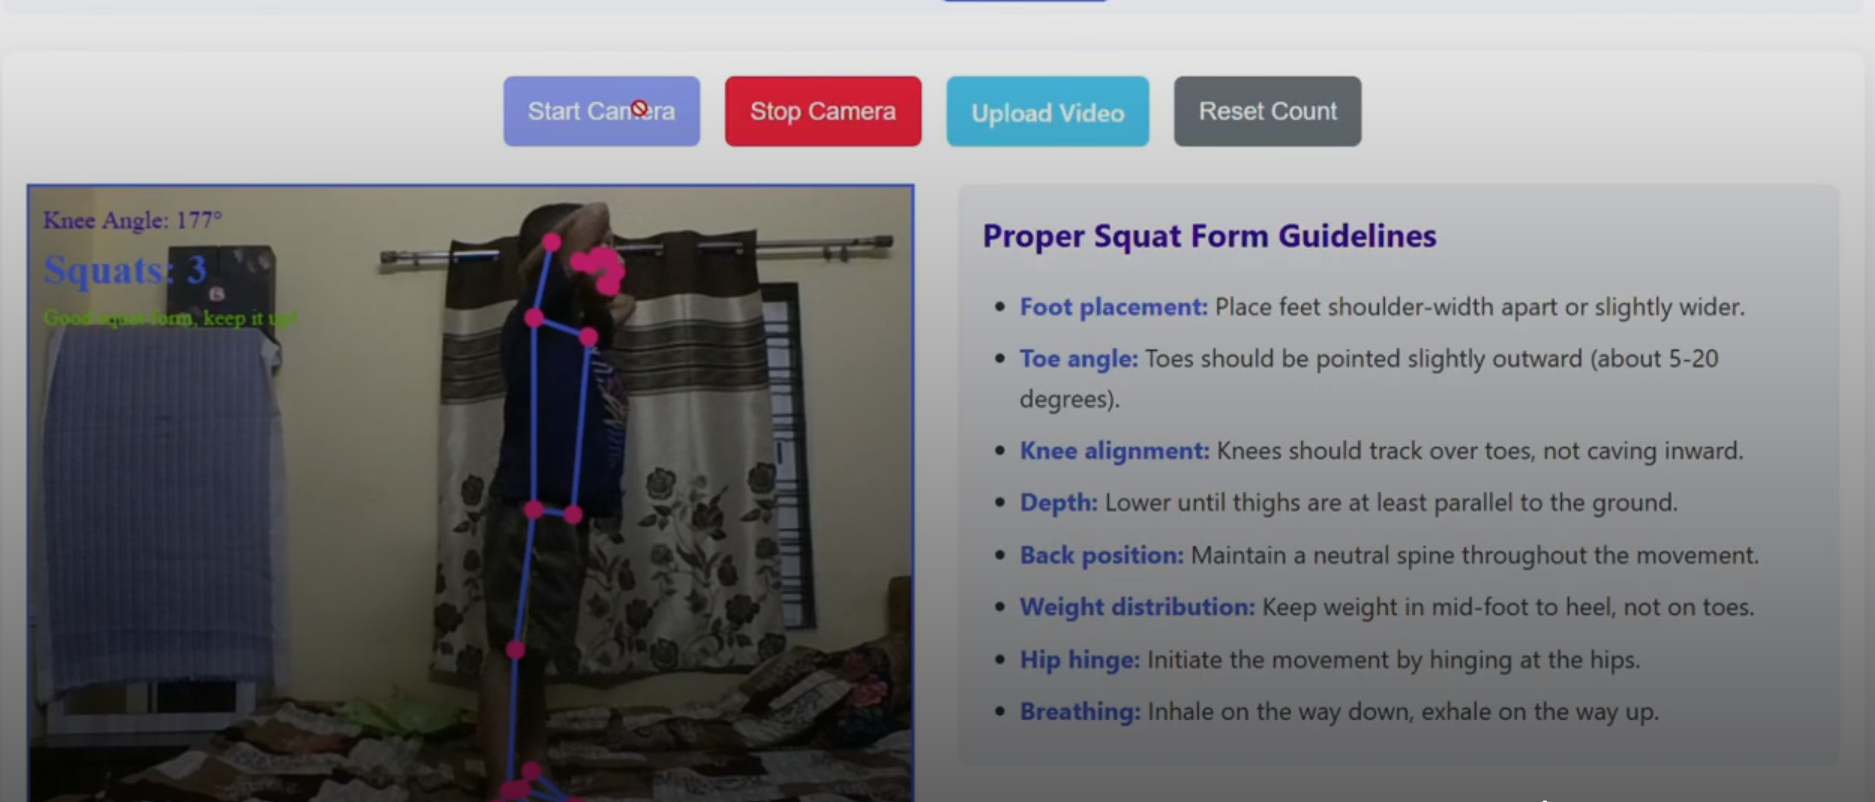 Start Camera
Stop Camera
Upload Video
Reset Count
Knee Angle: 177°
Squats: 3
Good squat form, keep it up!
Proper Squat Form Guidelines
Foot placement: Place feet shoulder-width apart or slightly wider.
Toe angle: Toes should be pointed slightly outward (about 5-20
degrees).
Knee alignment: Knees should track over toes, not caving inward.
Depth: Lower until thighs are at least parallel to the ground.
Back position: Maintain a neutral spine throughout the movement.
Weight distribution: Keep weight in mid-foot to heel, not on toes.
Hip hinge: Initiate the movement by hinging at the hips.
Breathing: Inhale on the way down, exhale on the way up.